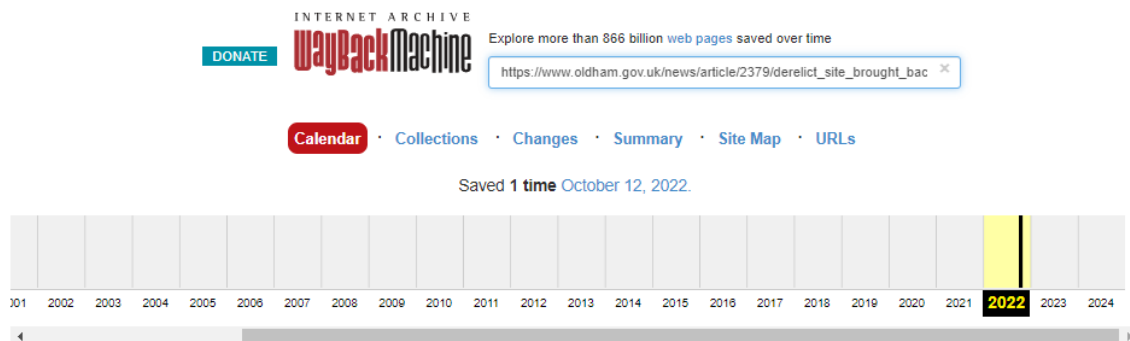 INTERNET ARCHIVE
DONATE
WayBackMachine
Explore more than 866 billion web pages saved over time
https://www.oldham.gov.uk/news/article/2379/derelict_site_brought_bac ×
Calendar · Collections · Changes · Summary · Site Map · URLs
Saved 1 time October 12, 2022.
001 2002 2003 2004 2005 2006 2007 2008 2009 2010 2011 2012 2013 2014 2015 2016 2017 2018 2019 2020 2021 2022 2023 2024